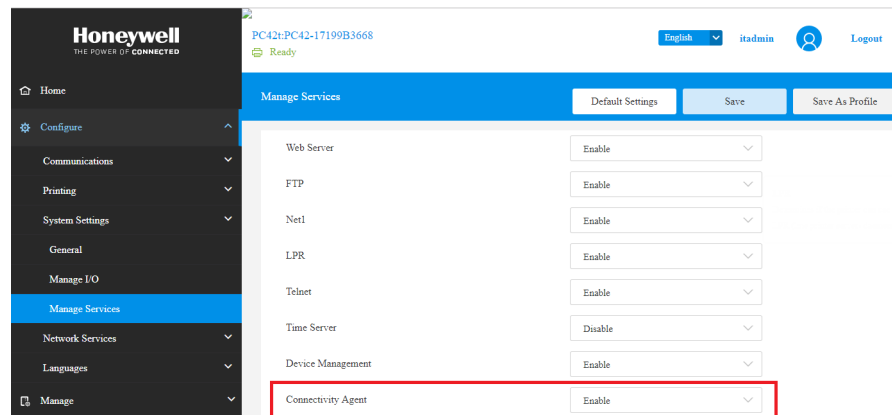 Honeywell
THE POWER OF CONNECTED
PC42t:PC42-17199B3668
Ready
English
itadmin
Logout
Home
Configure
Communications
Printing
System Settings
General
Manage I/O
Manage Services
Network Services
Languages
Manage
Manage Services
Default Settings
Save
Save As Profile
Web Server Enable
FTP Enable
Net1 Enable
LPR Enable
Telnet Enable
Time Server Disable
Device Management Enable
Connectivity Agent Enable